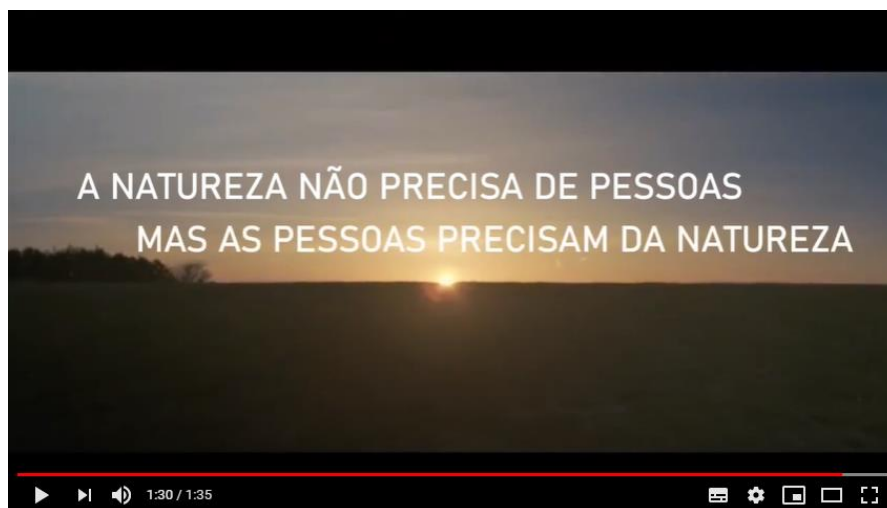 A NATUREZA NÃO PRECISA DE PESSOAS
MAS AS PESSOAS PRECISAM DA NATUREZA
1:30 / 1:35